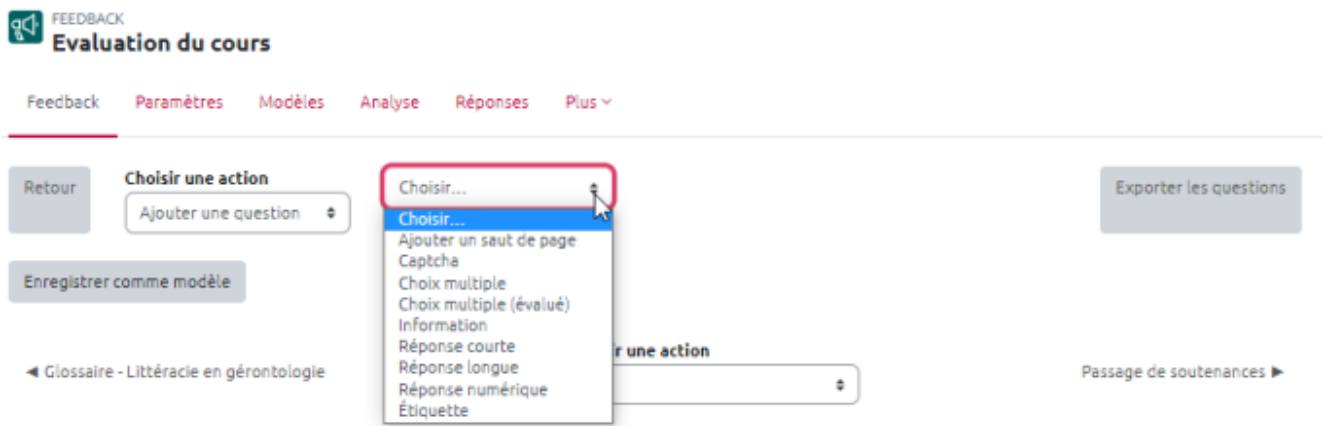 FEEDBACK
Evaluation du cours
Feedback Paramètres Modèles Analyse Réponses Plus
Retour
Choisir une action
Ajouter une question
Choisir...
Exporter les questions
Choisir...
Ajouter un saut de page
Captcha
Choix multiple
Choix multiple (évalué)
Information
Réponse courte
Réponse longue
Réponse numérique
Étiquette
Enregistrer comme modèle
r une action
◄ Glossaire - Littéracie en gérontologie
Passage de soutenances ►